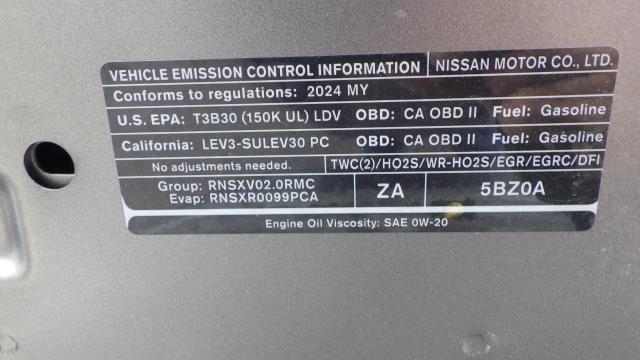 VEHICLE EMISSION CONTROL INFORMATION NISSAN MOTOR CO., LTD.
Conforms to regulations: 2024 MY
U.S. EPA: T3B30 (150K UL) LDV OBD: CA OBD II Fuel: Gasoline
California: LEV3-SULEV30 PC OBD: CA OBD II Fuel: Gasoline
No adjustments needed. TWC(2)/HO2S/WR-HO2S/EGR/EGRC/DFI
Group: RNSXV02.0RMC ZA 5BZ0A
Evap: RNSXR0099PCA
Engine Oil Viscosity: SAE 0W-20